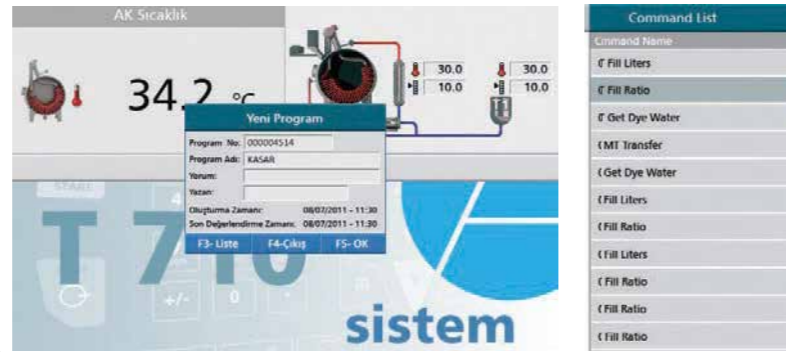 AK Sıcaklık
34.2 °C
30.0
10.0
30.0
10.0
Yeni Program
Program No: 000004514
Program Adı: KASAR
Yorum:
Yazan:
Oluşturma Zamanı: 08/07/2011 - 11:30
Son Değerlendirme Zamanı: 08/07/2011 - 11:30
F3- Liste F4-Çıkış F5- OK
START
T 710
+/- 0
sistem
Command List
Cmmand Name
Fill Liters
Fill Ratio
Get Dye Water
MT Transfer
Get Dye Water
Fill Liters
Fill Ratio
Fill Liters
Fill Ratio
Fill Ratio
Fill Ratio